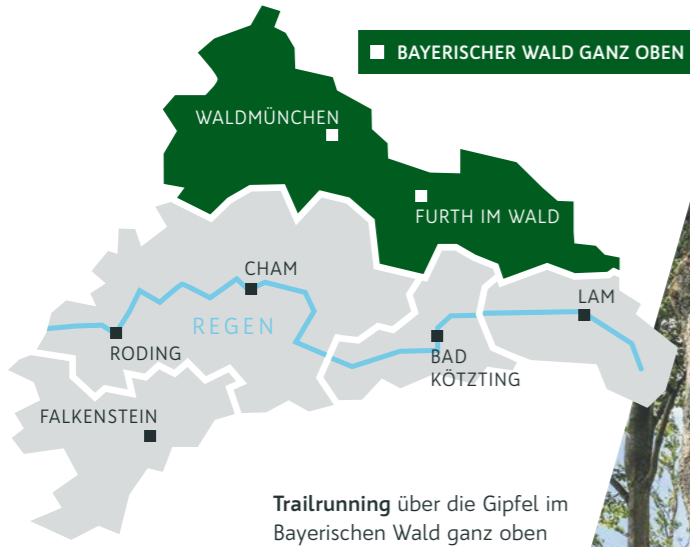 BAYERISCHER WALD GANZ OBEN
WALDMÜNCHEN
FURTH IM WALD
CHAM
LAM
REGEN
RODING
BAD
KÖTZTING
FALKENSTEIN
Trailrunning über die Gipfel im
Bayerischen Wald ganz oben